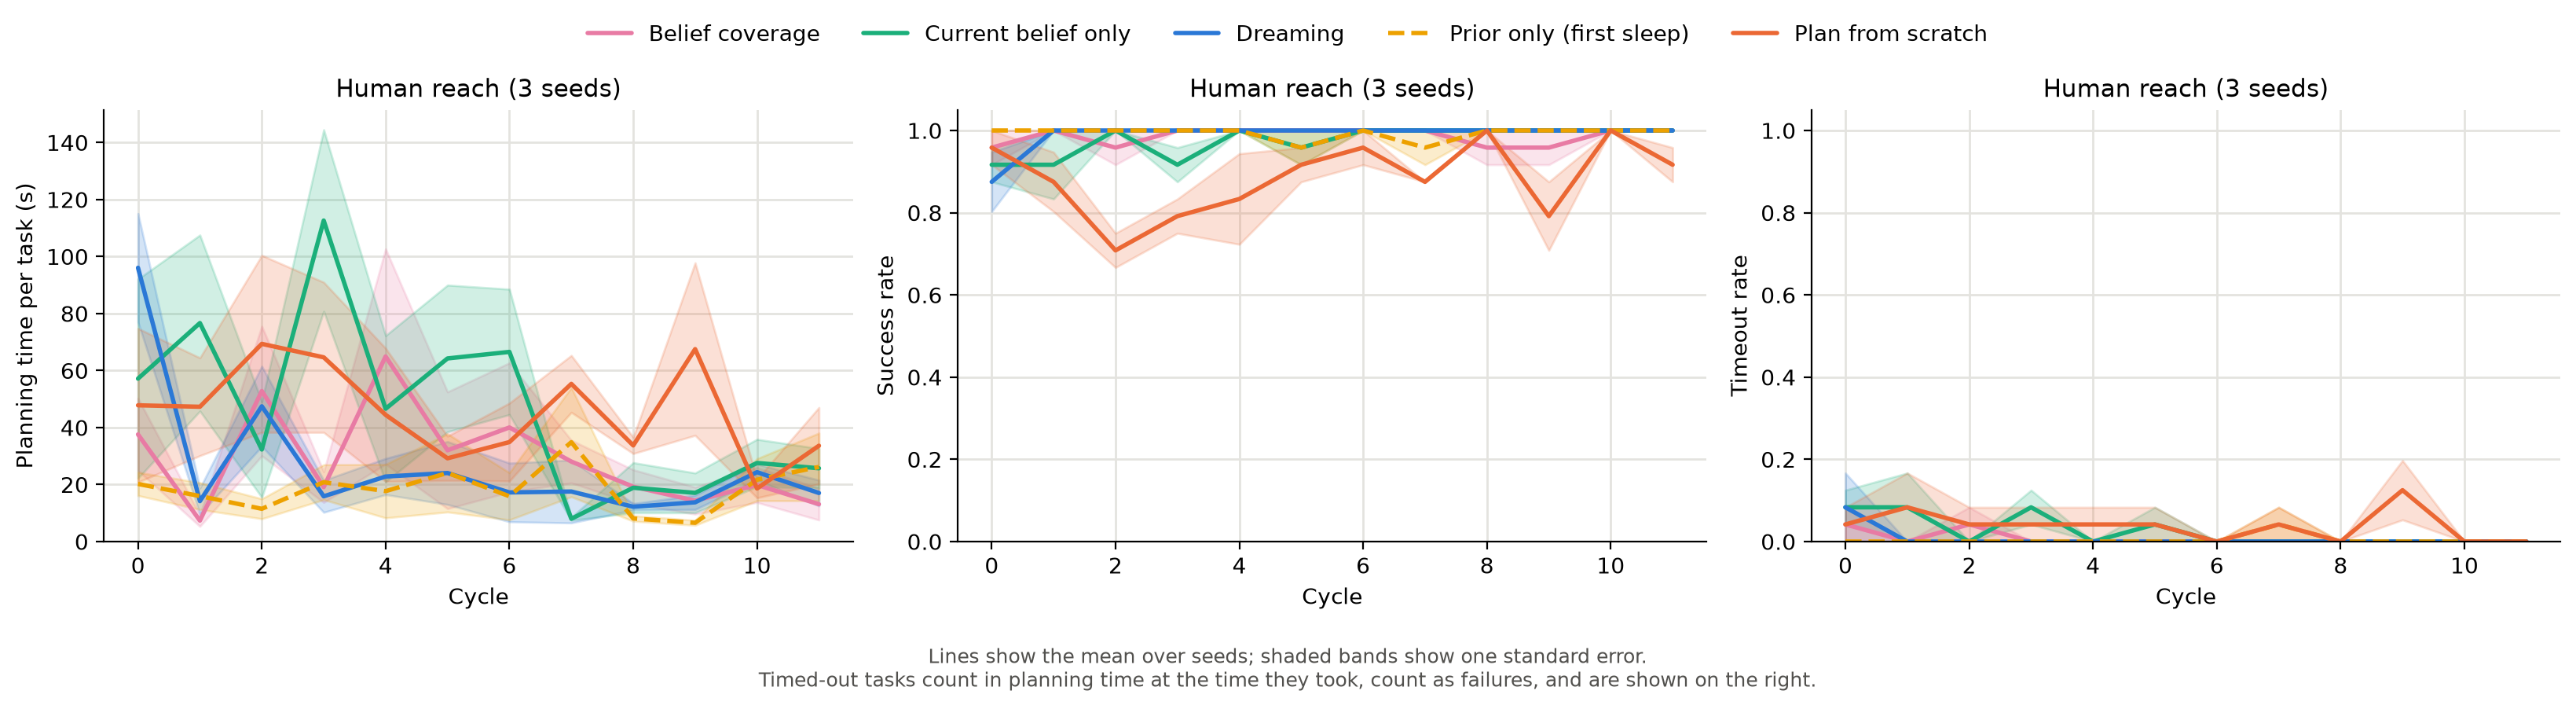 Belief coverage Current belief only Dreaming Prior only (first sleep) Plan from scratch
Human reach (3 seeds)
Planning time per task (s)
140
120
100
80
60
40
20
0
0 2 4 6 8 10
Cycle
Human reach (3 seeds)
Success rate
1.0
0.8
0.6
0.4
0.2
0.0
0 2 4 6 8 10
Cycle
Human reach (3 seeds)
Timeout rate
1.0
0.8
0.6
0.4
0.2
0.0
0 2 4 6 8 10
Cycle
Lines show the mean over seeds; shaded bands show one standard error.
Timed-out tasks count in planning time at the time they took, count as failures, and are shown on the right.